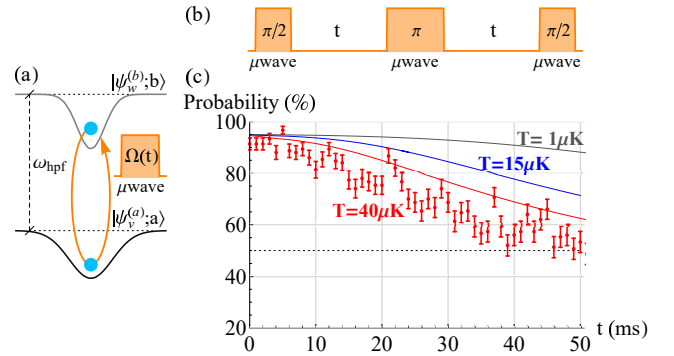 (b)
π/2 t π t π/2
μwave μwave μwave
(a)
|ψ_w^(b);b⟩
ω_hpf
Ω(t)
μwave
|ψ_v^(a);a⟩
(c)
Probability (%)
100
80
60
40
20
T=1μK
T=15μK
T=40μK
0 10 20 30 40 50
t (ms)